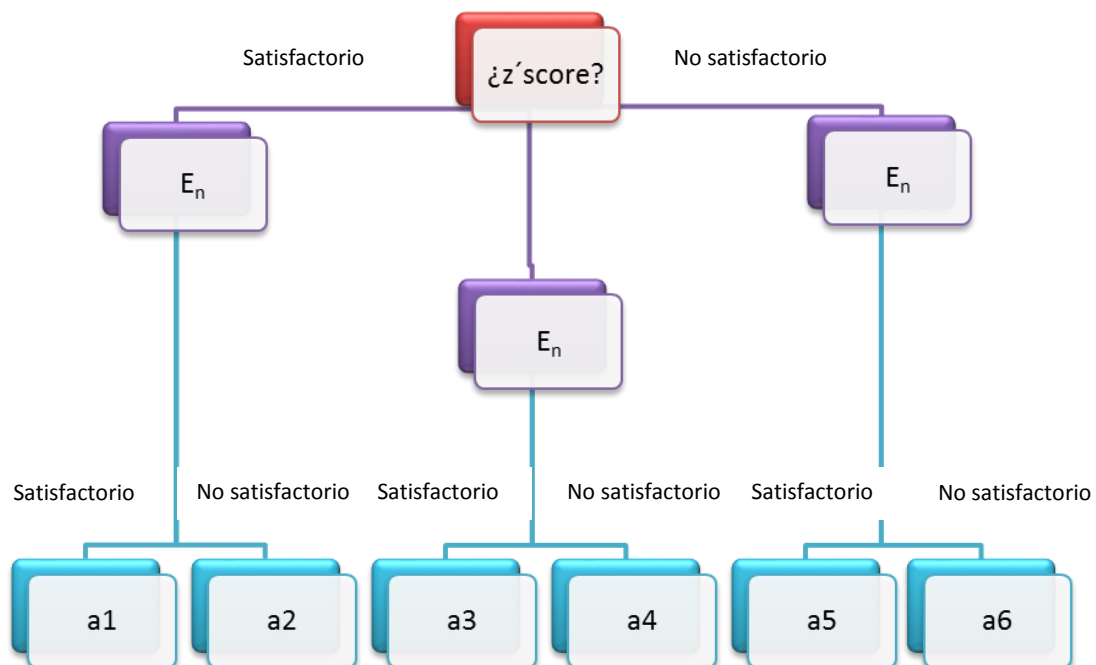 Satisfactorio
¿z´score?
No satisfactorio
Eₙ
Eₙ
Eₙ
Satisfactorio
No satisfactorio
Satisfactorio
No satisfactorio
Satisfactorio
No satisfactorio
a1
a2
a3
a4
a5
a6